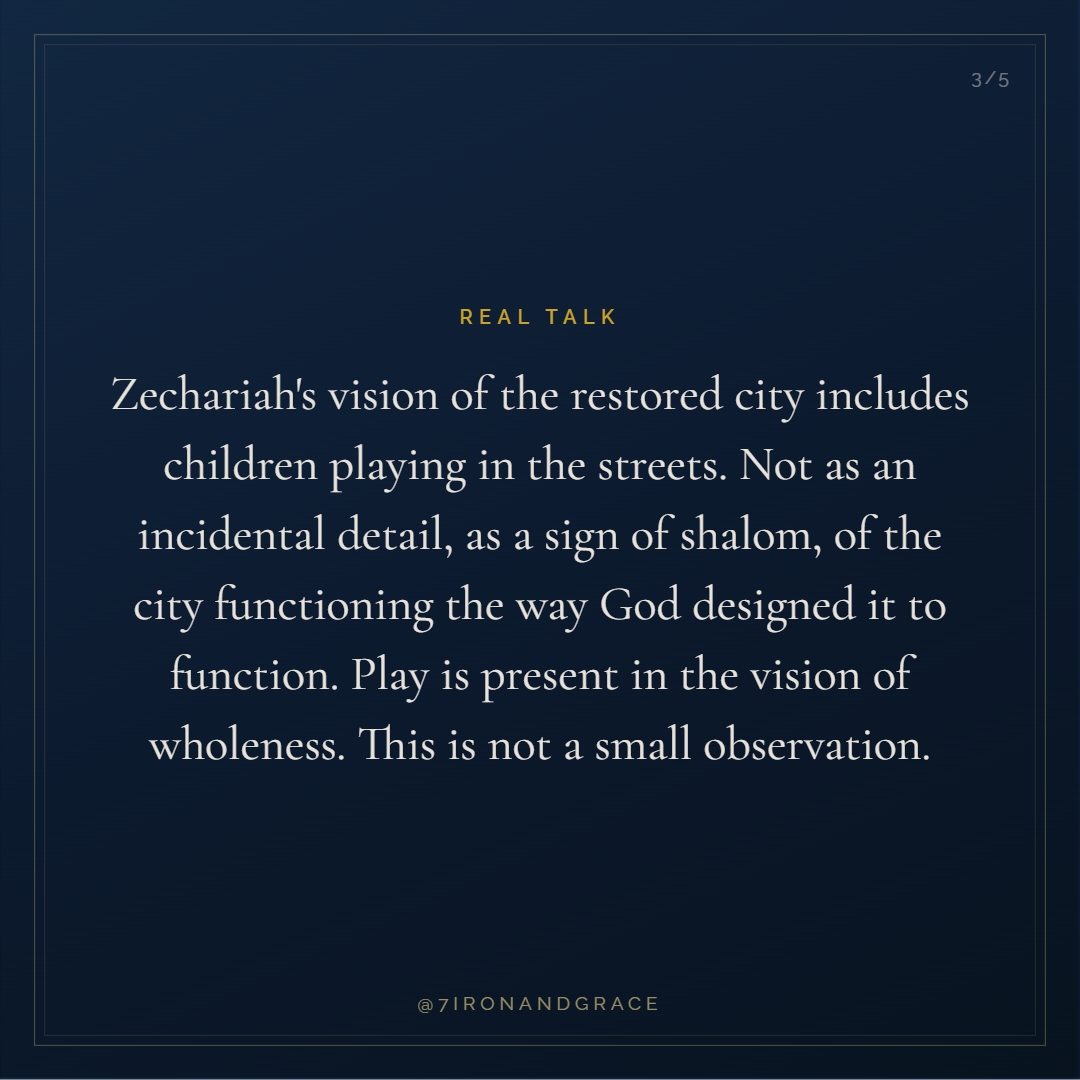 3/5
REAL TALK
Zechariah's vision of the restored city includes
children playing in the streets. Not as an
incidental detail, as a sign of shalom, of the
city functioning the way God designed it to
function. Play is present in the vision of
wholeness. This is not a small observation.
@7IRONANDGRACE